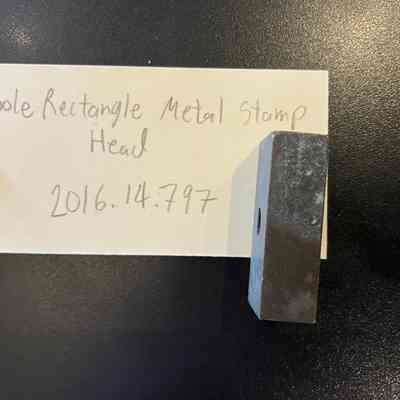 Rectangle Metal Stamp
Head
2016.14.797